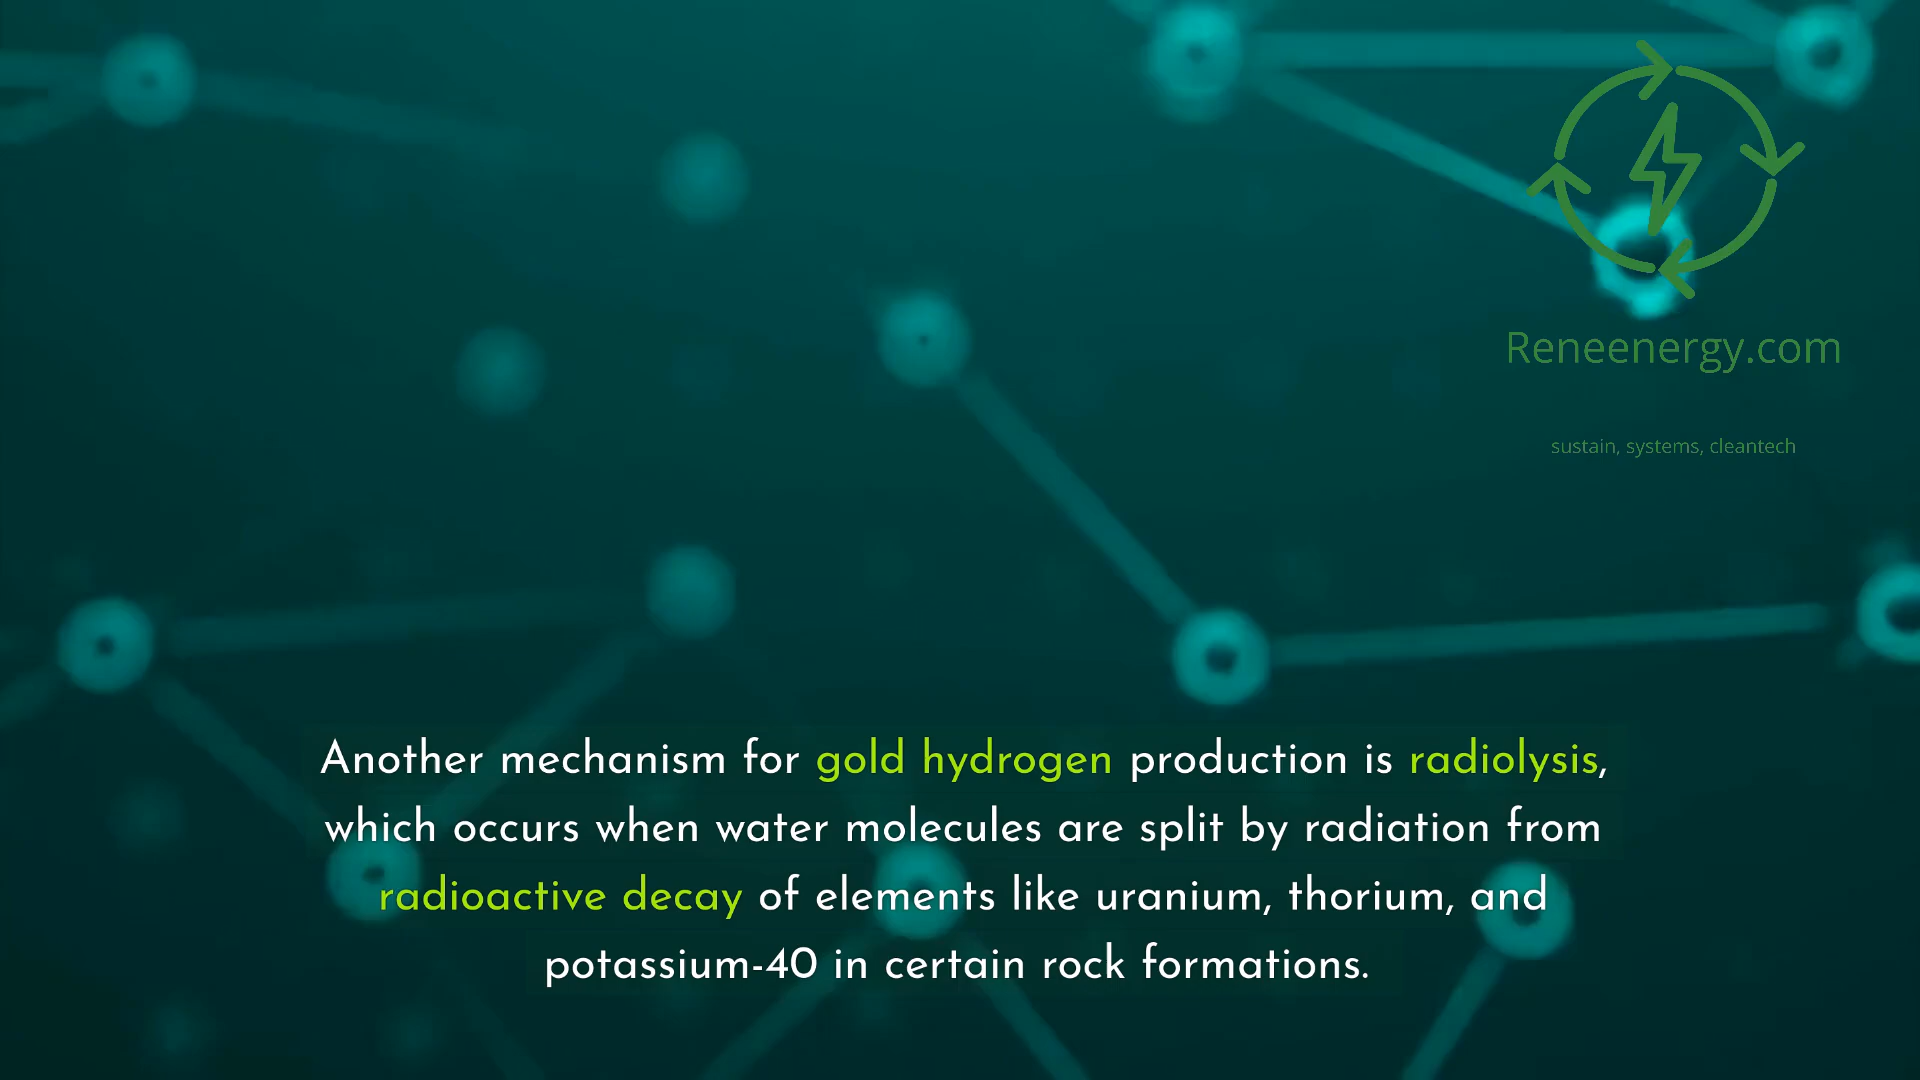 Reneenergy.com
sustain, systems, cleantech
Another mechanism for gold hydrogen production is radiolysis,
which occurs when water molecules are split by radiation from
radioactive decay of elements like uranium, thorium, and
potassium-40 in certain rock formations.